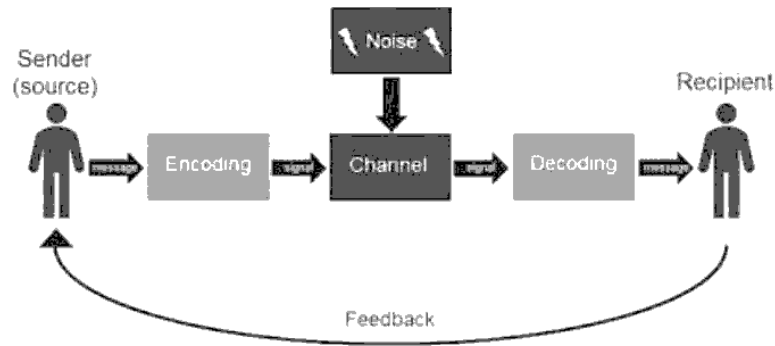 Noise
Sender
(source)
Recipient
message
Encoding
signal
Channel
signal
Decoding
message
Feedback